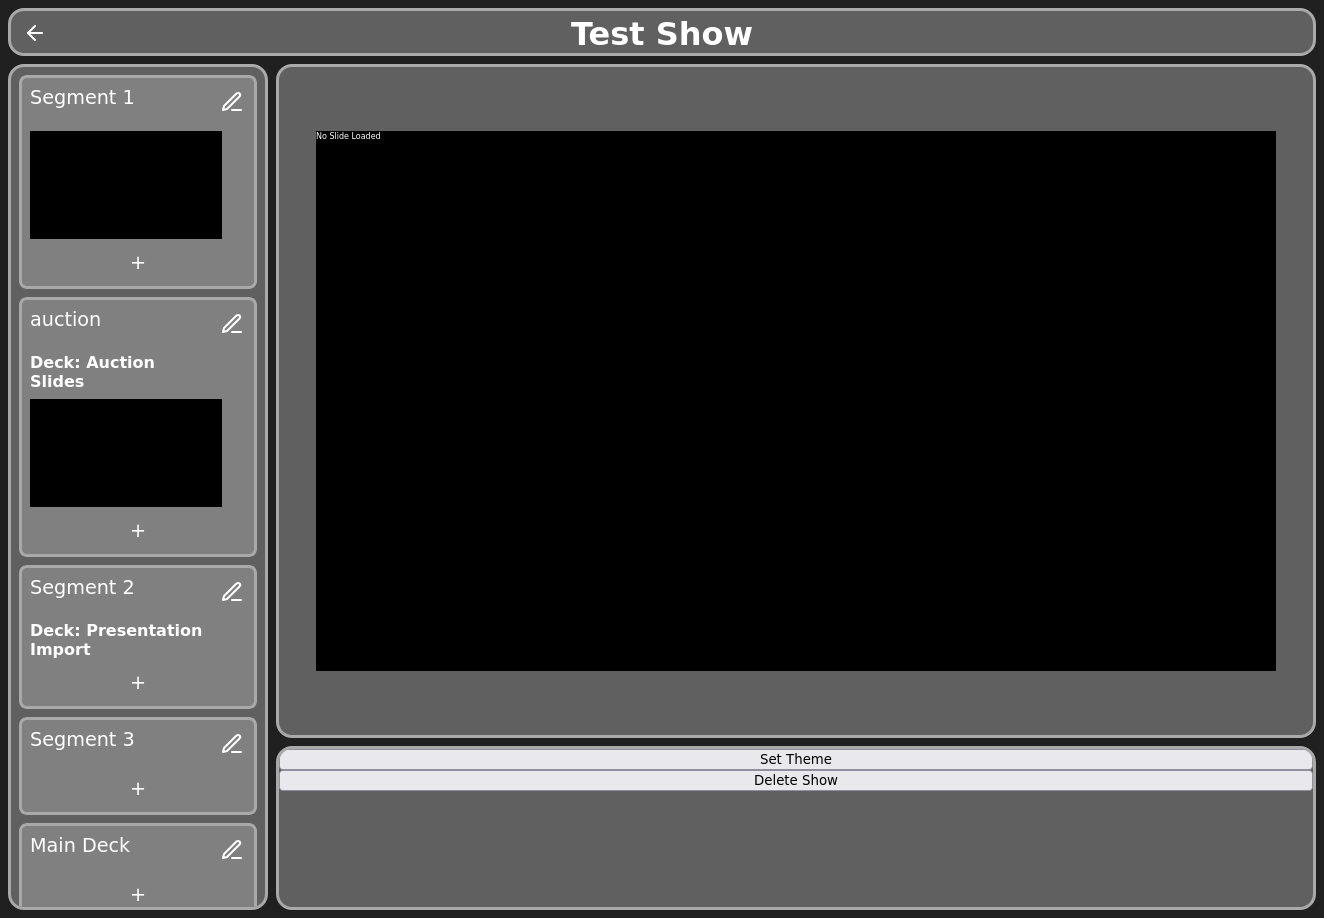 Test Show
Segment 1
+
auction
Deck: Auction
Slides
+
Segment 2
Deck: Presentation
Import
+
Segment 3
+
Main Deck
+
No Slide Loaded
Set Theme
Delete Show